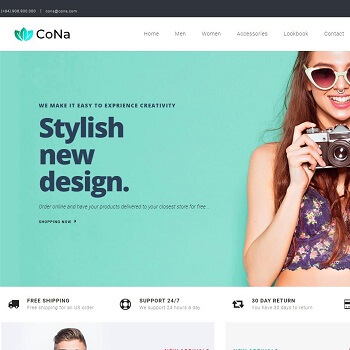 (+84).908.900.000 | cona@cona.com
CoNa
Home Men Women Accessories Lookbook Contact
WE MAKE IT EASY TO EXPRIENCE CREATIVITY
Stylish
new
design.
Order online and have your products delivered to your closest store for free...
SHOPPING NOW ?
FREE SHIPPING
Free shipping for all US order
SUPPORT 24/7
We support 24 hours a day
30 DAY RETURN
You have 30 days to return